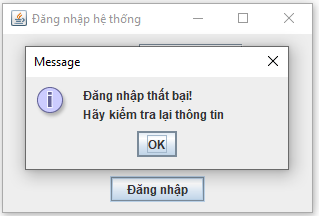 Đăng nhập hệ thống
Message
Đăng nhập thất bại!
Hãy kiểm tra lại thông tin
OK
Đăng nhập